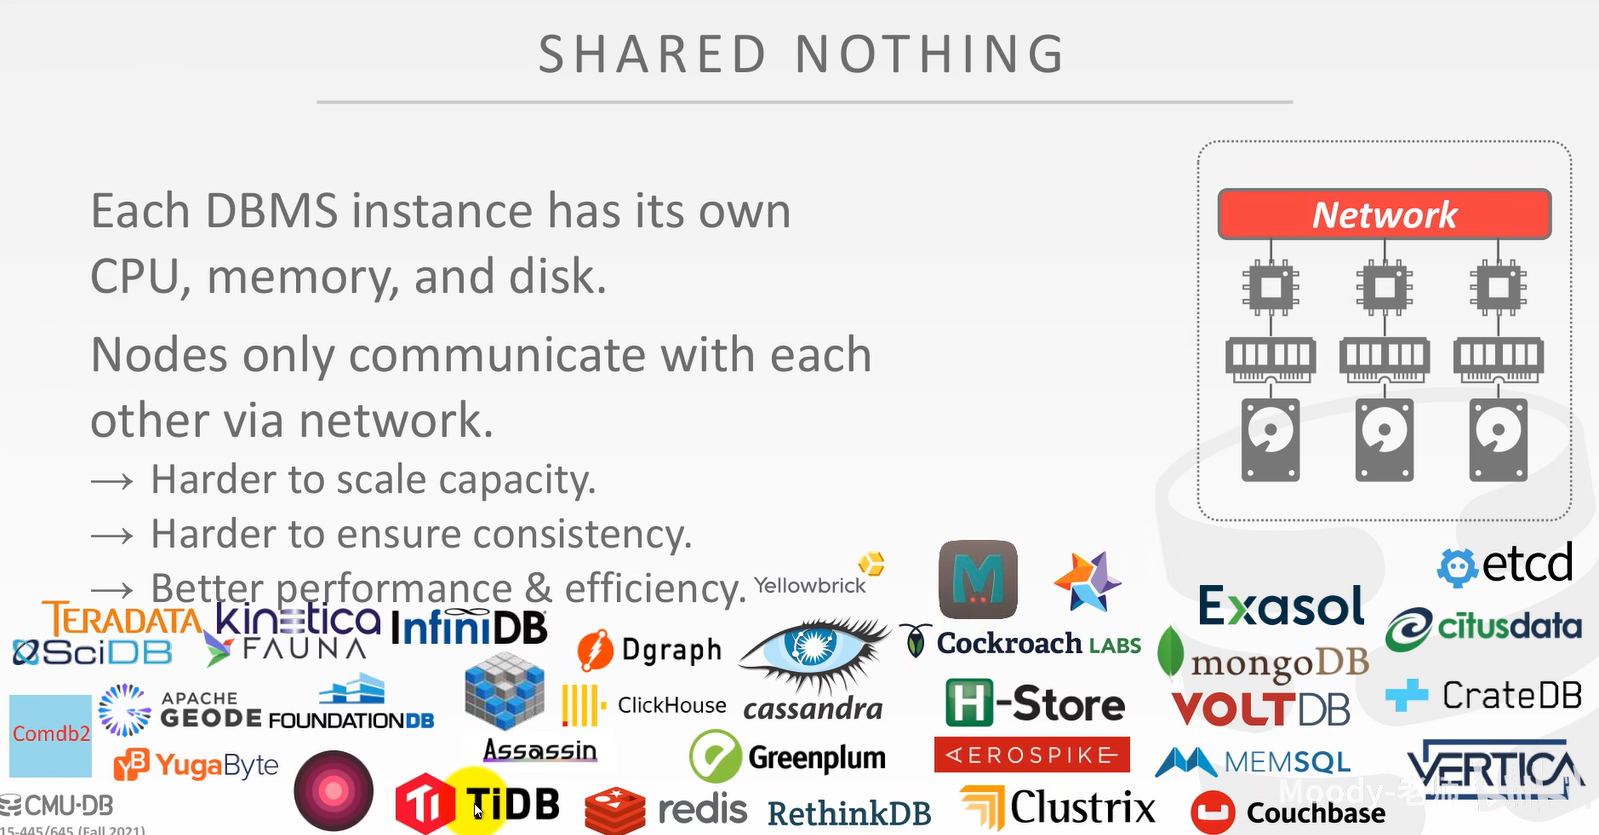 SHARED NOTHING
Each DBMS instance has its own
CPU, memory, and disk.
Nodes only communicate with each
other via network.
→ Harder to scale capacity.
→ Harder to ensure consistency.
→ Better performance & efficiency.
Network
Yellowbrick
M
etcd
TERADATA
kinetica
InfiniDB
Exasol
citusdata
SciDB
FAUNA
Dgraph
Cockroach LABS
mongoDB
APACHE
GEODE
FOUNDATIONDB
ClickHouse
cassandra
H-Store
VOLTDB
CrateDB
Comdb2
Assassin
YugaByte
Greenplum
AEROSPIKE
MEMSQL
VERTICA
TiDB
redis
RethinkDB
Clustrix
Couchbase
CMU-DB
15-445/645 (Fall 2021)
Moody-老师